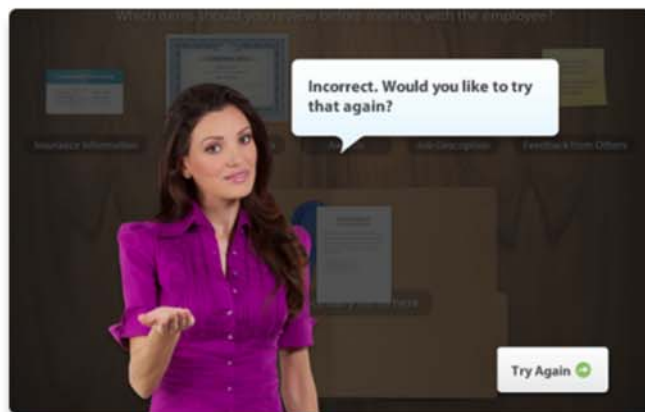 Which items should you review before meeting with the employee?
Incorrect. Would you like to try
that again?
Insurance Information
Job Description
Feedback from Others
Try Again